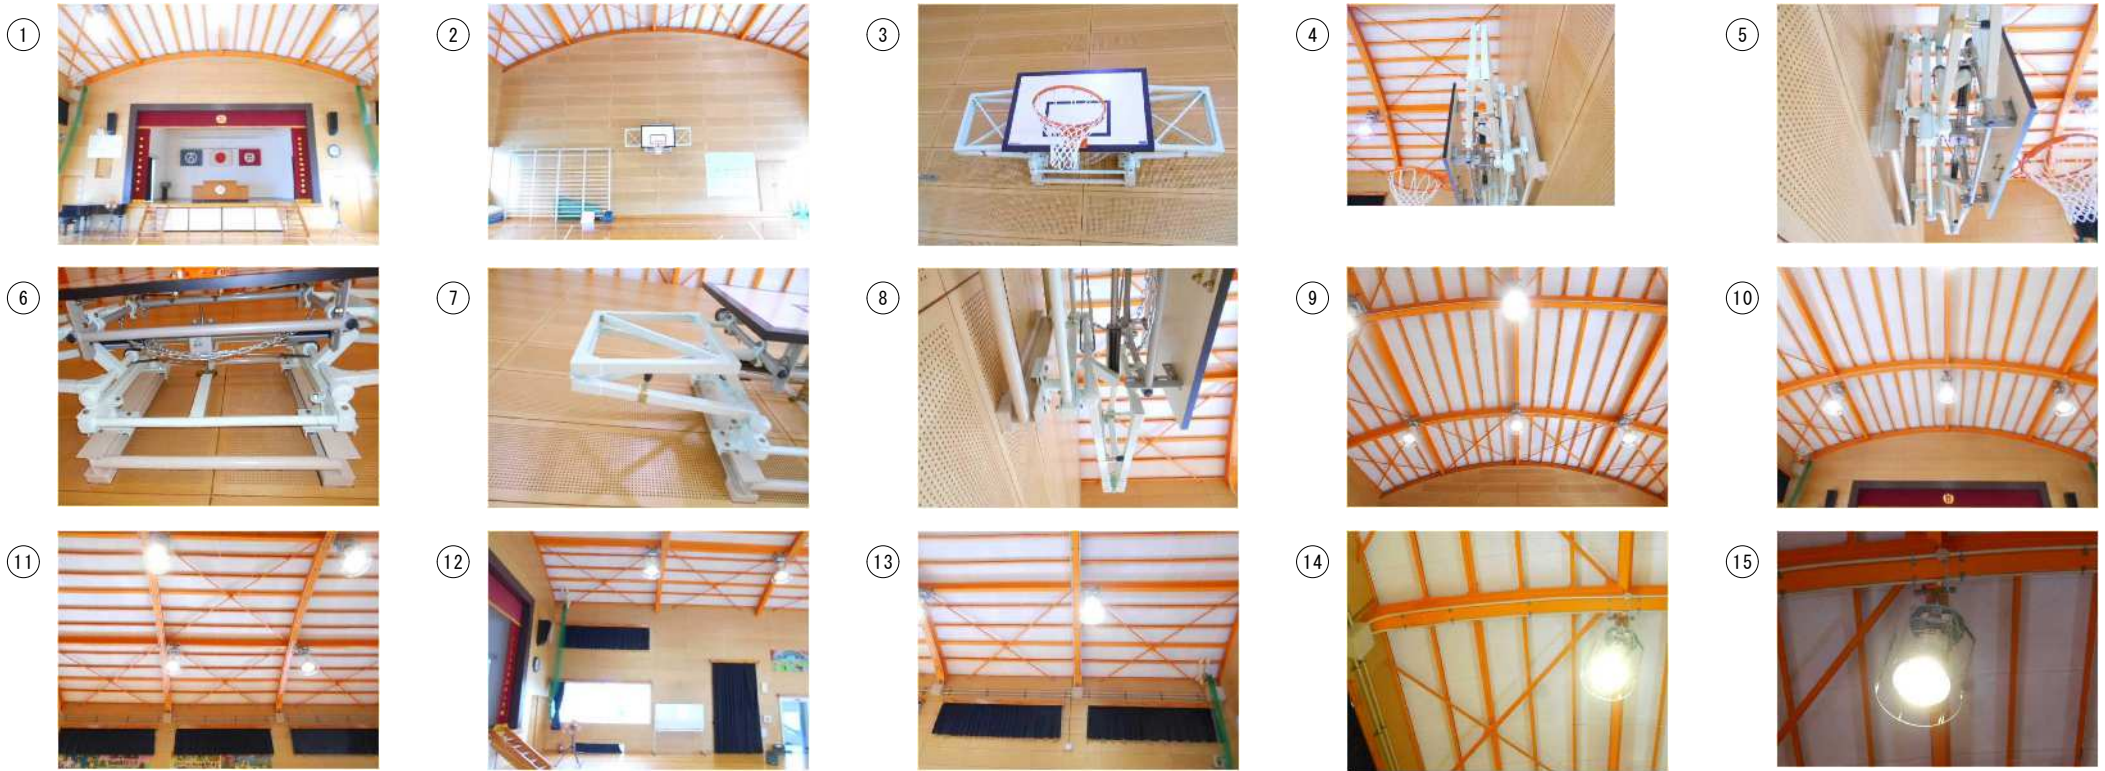 ① ② ③ ④ ⑤
⑥ ⑦ ⑧ ⑨ ⑩
⑪ ⑫ ⑬ ⑭ ⑮